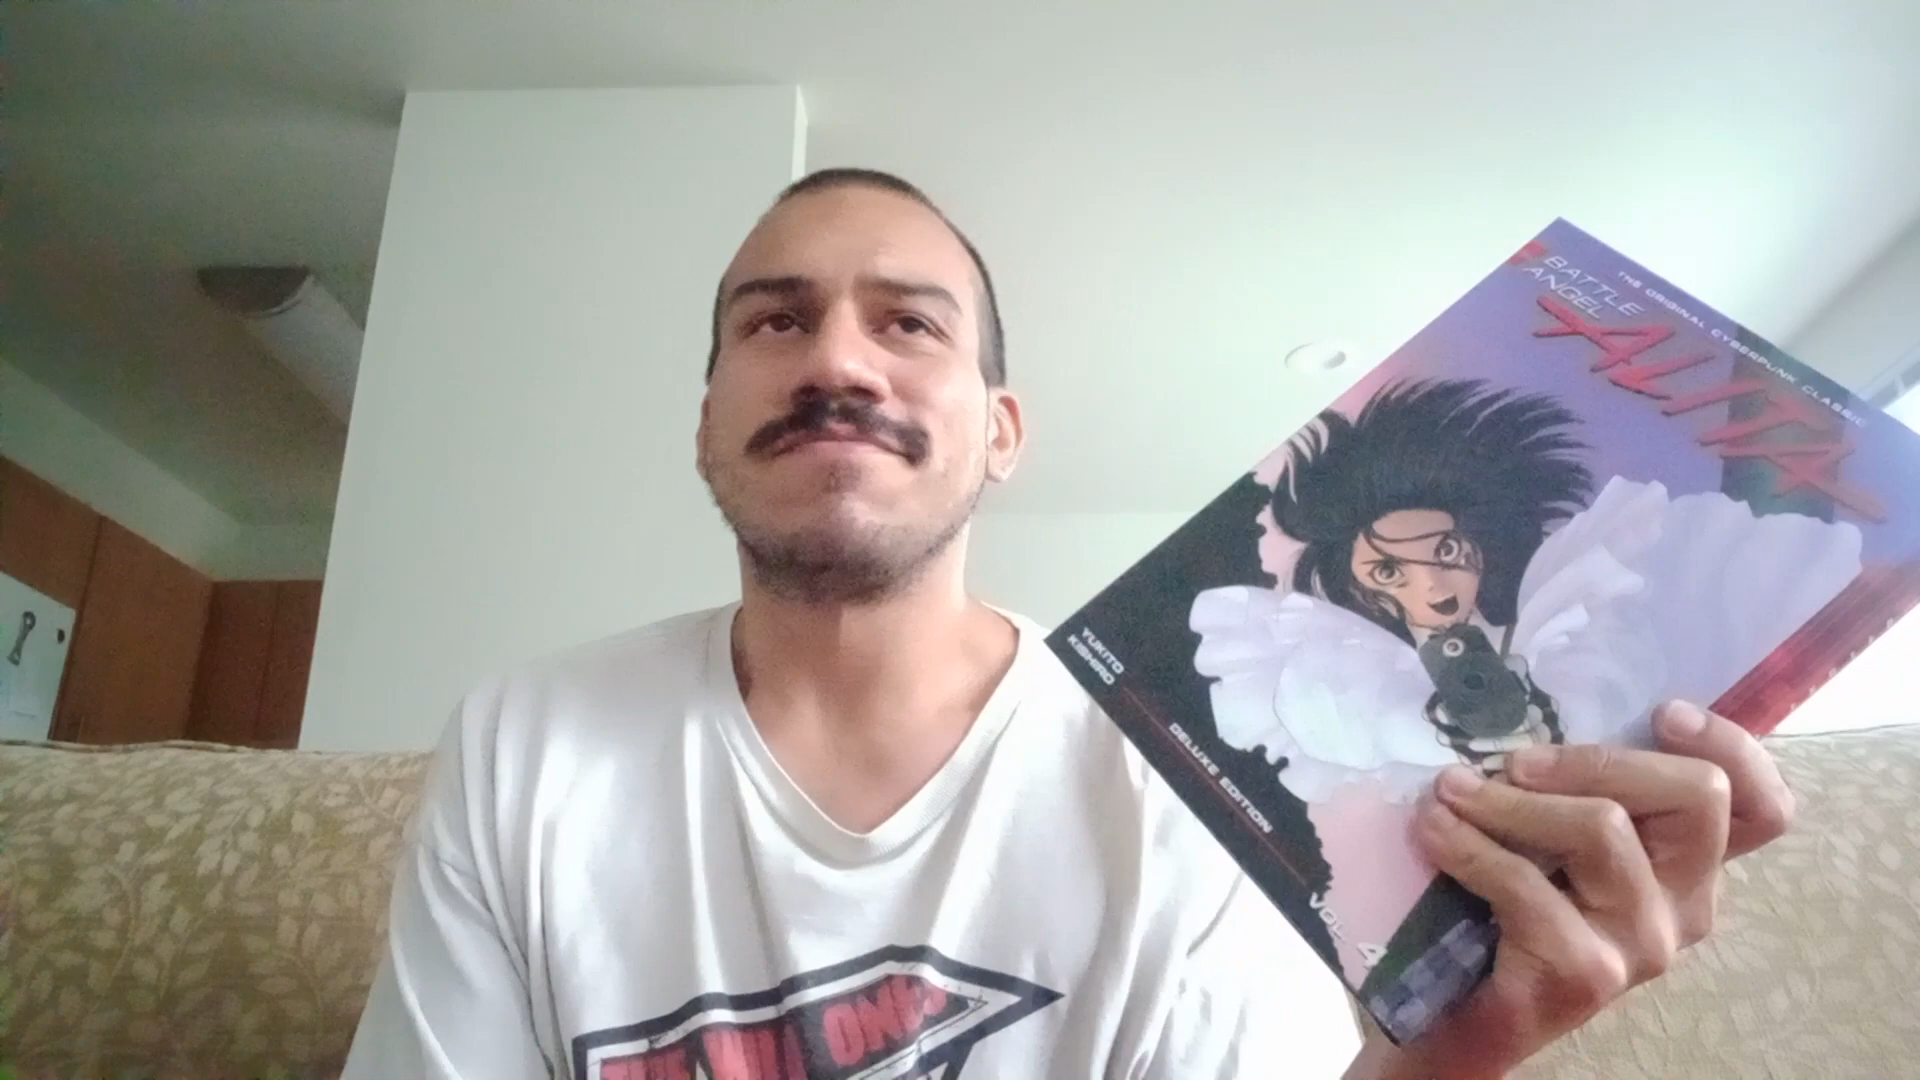 THE ORIGINAL CYBERPUNK CLASSIC
BATTLE
ANGEL
ALITA
YUKITO
KISHIRO
DELUXE EDITION
VOL. 4